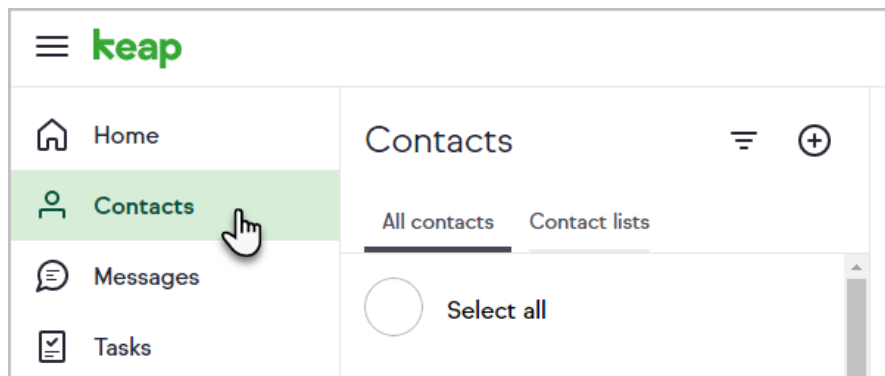 keap
Home
Contacts
Messages
Tasks
Contacts
All contacts Contact lists
Select all